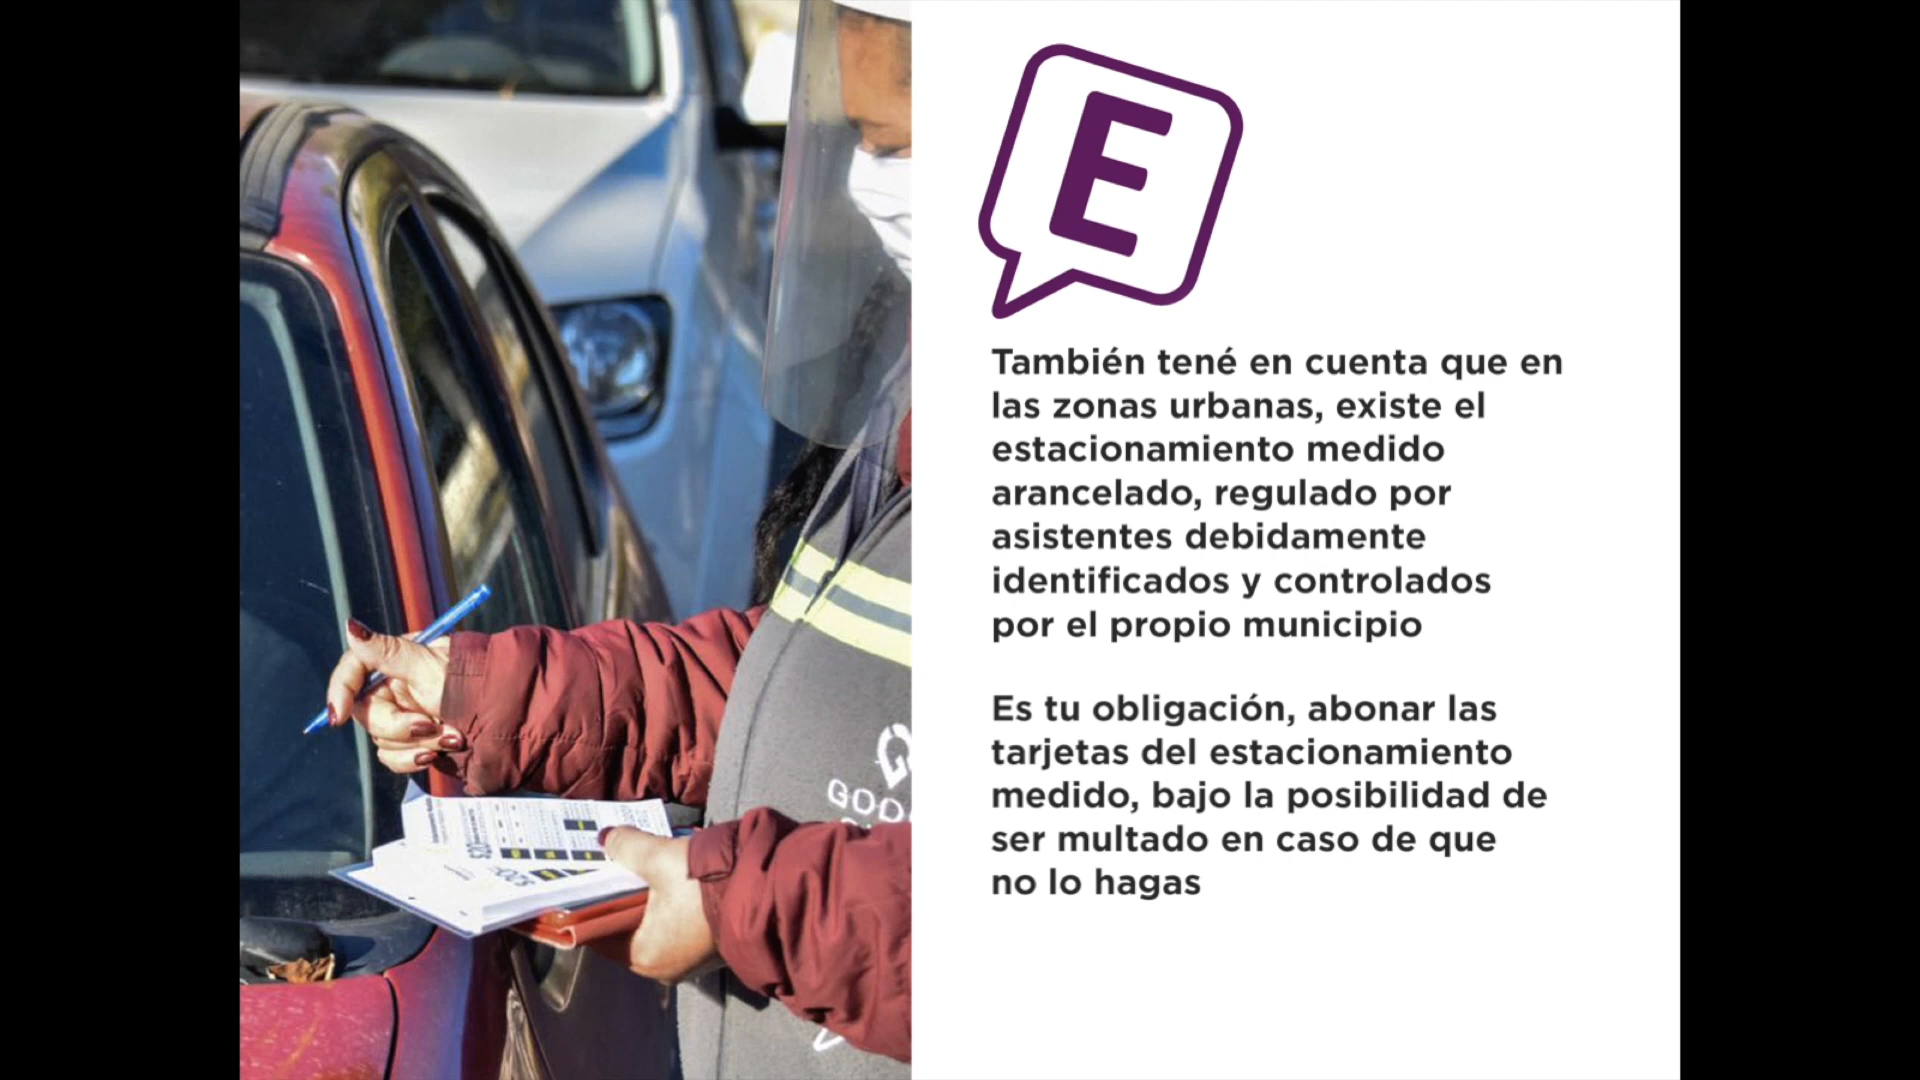 E
También tené en cuenta que en
las zonas urbanas, existe el
estacionamiento medido
arancelado, regulado por
asistentes debidamente
identificados y controlados
por el propio municipio
Es tu obligación, abonar las
tarjetas del estacionamiento
medido, bajo la posibilidad de
ser multado en caso de que
no lo hagas
$20
$20